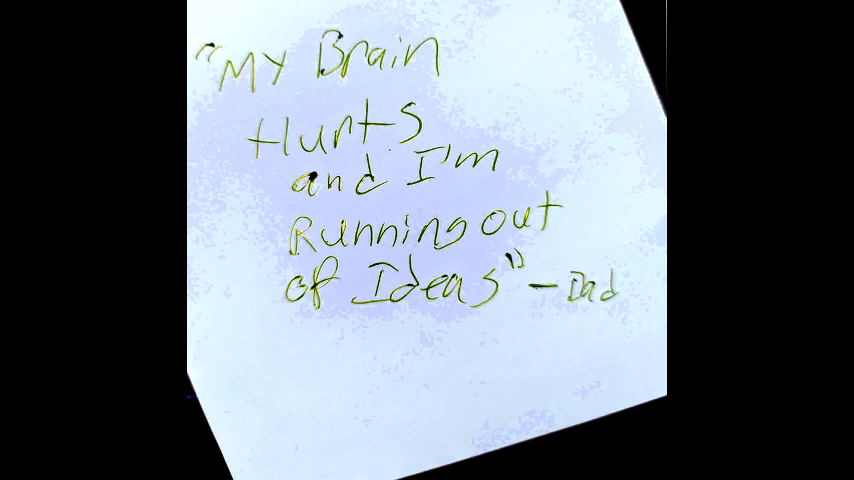 "My Brain
Hurts
and I'm
Running out
of Ideas" - Dad